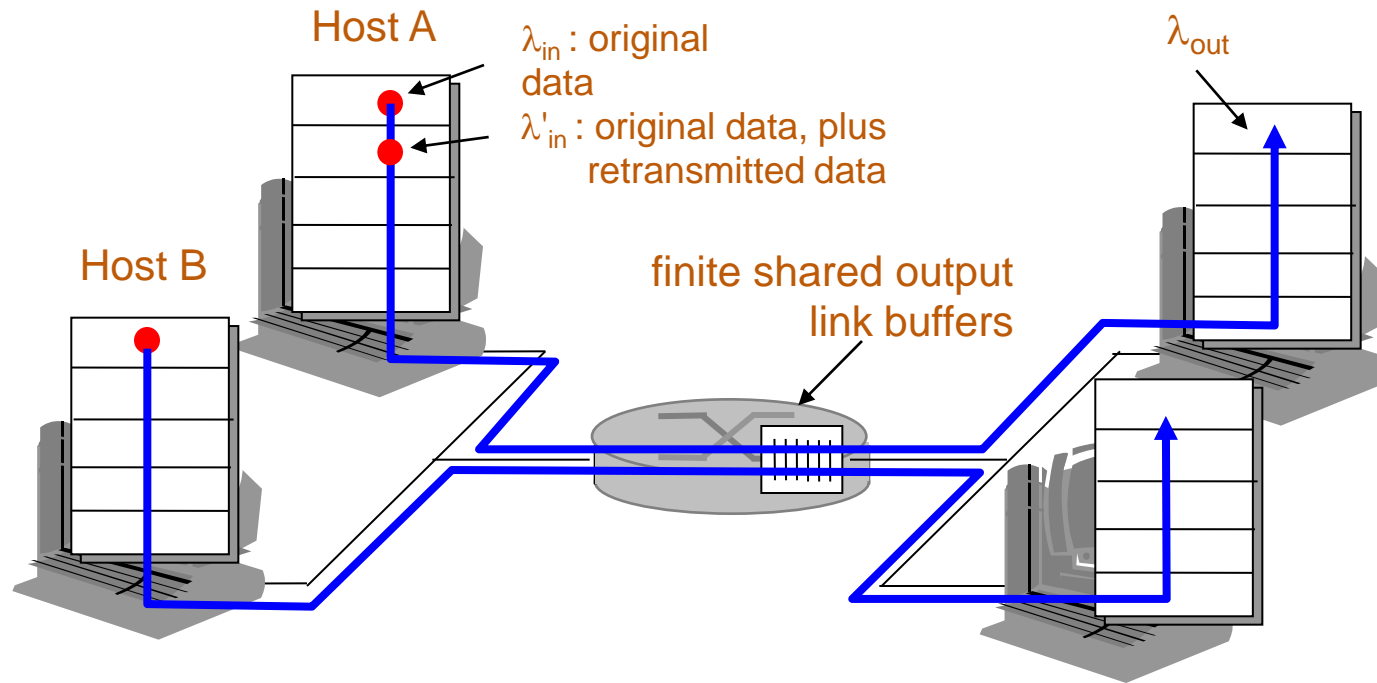 Host A
λin : original
data
λ'in : original data, plus
retransmitted data
λout
Host B
finite shared output
link buffers